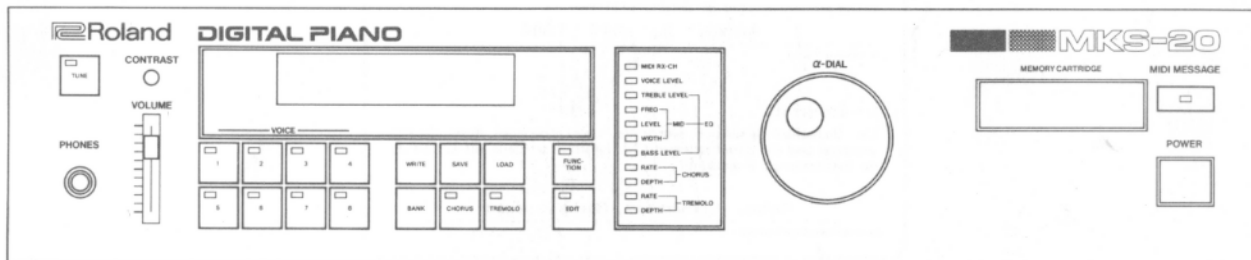 Roland DIGITAL PIANO
MKS-20
TUNE
CONTRAST
VOLUME
PHONES
VOICE
1 2 3 4
5 6 7 8
WRITE SAVE LOAD
BANK CHORUS TREMOLO
FUNC-
TION
EDIT
MIDI RX-CH
VOICE LEVEL
TREBLE LEVEL
FREQ
LEVEL MID EQ
WIDTH
BASS LEVEL
RATE
CHORUS
DEPTH
RATE
TREMOLO
DEPTH
α-DIAL
MEMORY CARTRIDGE
MIDI MESSAGE
POWER